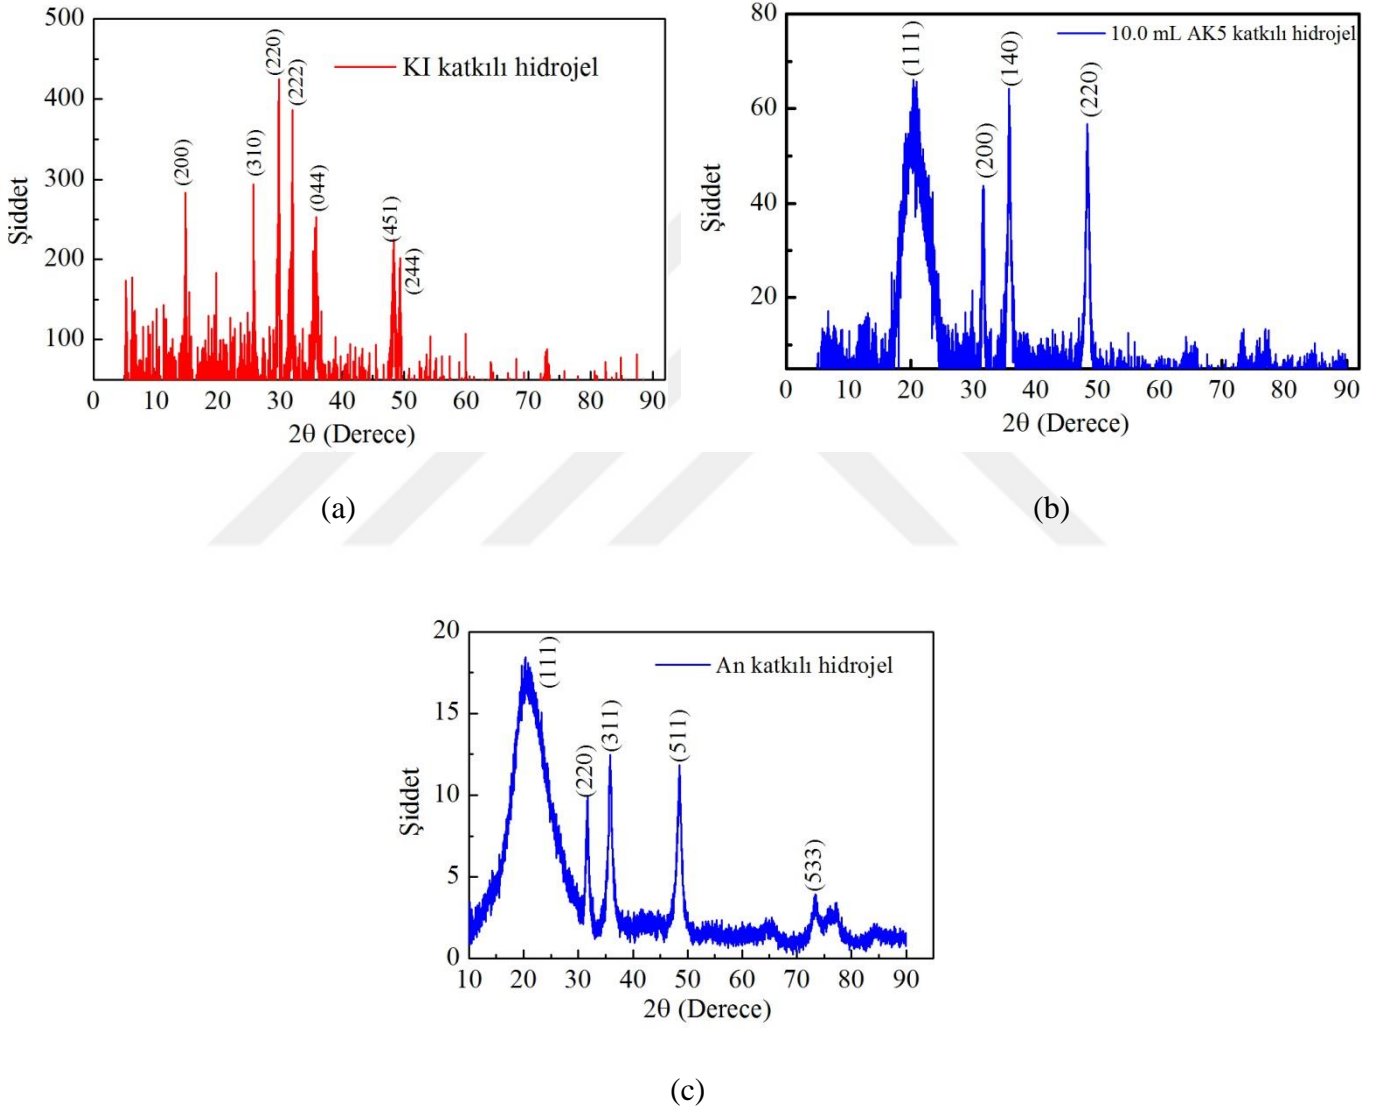 500
400
300
200
100
Şiddet
KI katkılı hidrojel
(200)
(310)
(220)
(222)
(044)
(451)
(244)
0 10 20 30 40 50 60 70 80 90
2θ (Derece)
(a)
80
60
40
20
Şiddet
10.0 mL AK5 katkılı hidrojel
(111)
(200)
(140)
(220)
0 10 20 30 40 50 60 70 80 90
2θ (Derece)
(b)
20
15
10
5
0
Şiddet
An katkılı hidrojel
(111)
(220)
(311)
(511)
(533)
10 20 30 40 50 60 70 80 90
2θ (Derece)
(c)